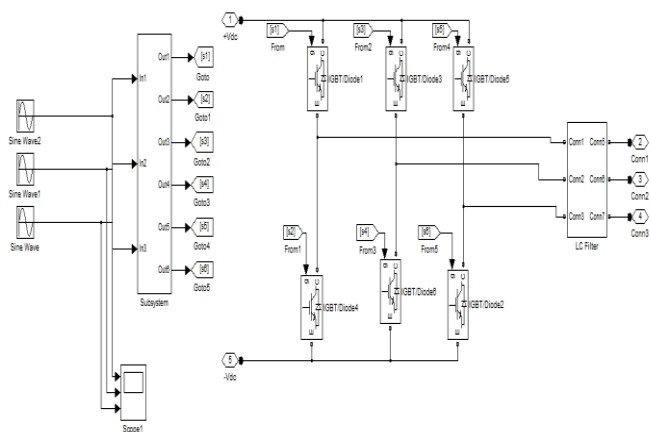 1
+Vdc
[s1]
From
[s3]
From2
[s5]
From4
g
C
E
IGBT/Diode1
g
C
E
IGBT/Diode3
g
C
E
IGBT/Diode5
Sine Wave2
Sine Wave1
Sine Wave
In1
In2
In3
Out1
Out2
Out3
Out4
Out5
Out6
Subsystem
[s1]
Goto
[s2]
Goto1
[s3]
Goto2
[s4]
Goto3
[s5]
Goto4
[s6]
Goto5
Conn1
Conn2
Conn3
Conn5
Conn6
Conn7
LC Filter
2
Conn1
3
Conn2
4
Conn3
[s2]
From1
[s4]
From3
[s6]
From5
g
C
E
IGBT/Diode4
g
C
E
IGBT/Diode6
g
C
E
IGBT/Diode2
5
-Vdc
Scope1